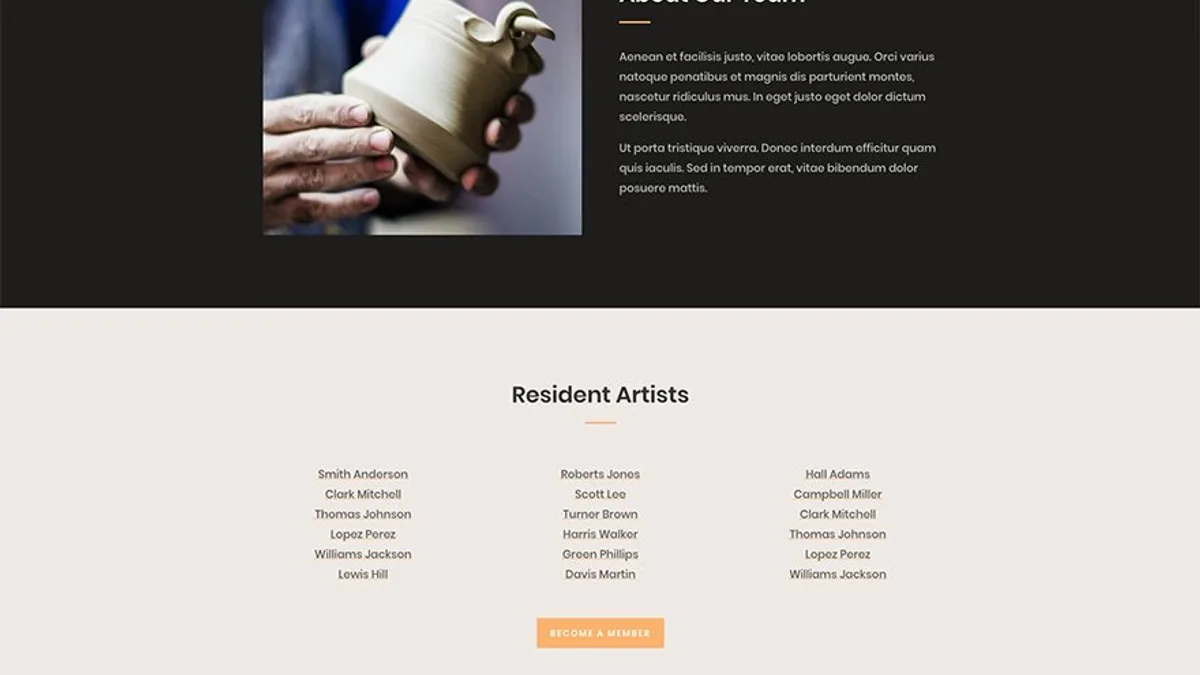 About Our Team
Aenean et facilisis justo, vitae lobortis augue. Orci varius
natoque penatibus et magnis dis parturient montes,
nascetur ridiculus mus. In eget justo eget dolor dictum
scelerisque.
Ut porta tristique viverra. Donec interdum efficitur quam
quis iaculis. Sed in tempor erat, vitae bibendum dolor
posuere mattis.
Resident Artists
Smith Anderson
Clark Mitchell
Thomas Johnson
Lopez Perez
Williams Jackson
Lewis Hill
Roberts Jones
Scott Lee
Turner Brown
Harris Walker
Green Phillips
Davis Martin
Hall Adams
Campbell Miller
Clark Mitchell
Thomas Johnson
Lopez Perez
Williams Jackson
BECOME A MEMBER